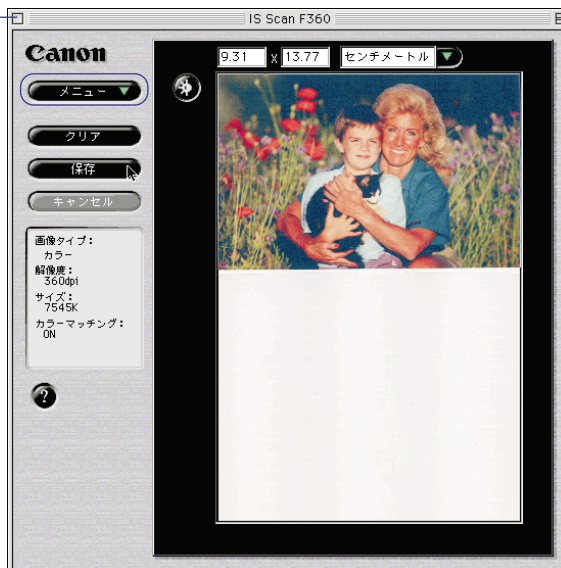 IS Scan F360
Canon
9.31 X 13.77 センチメートル
メニュー
クリア
保存
キャンセル
画像タイプ：
カラー
解像度：
360dpi
サイズ：
7545K
カラーマッチング：
ON
?